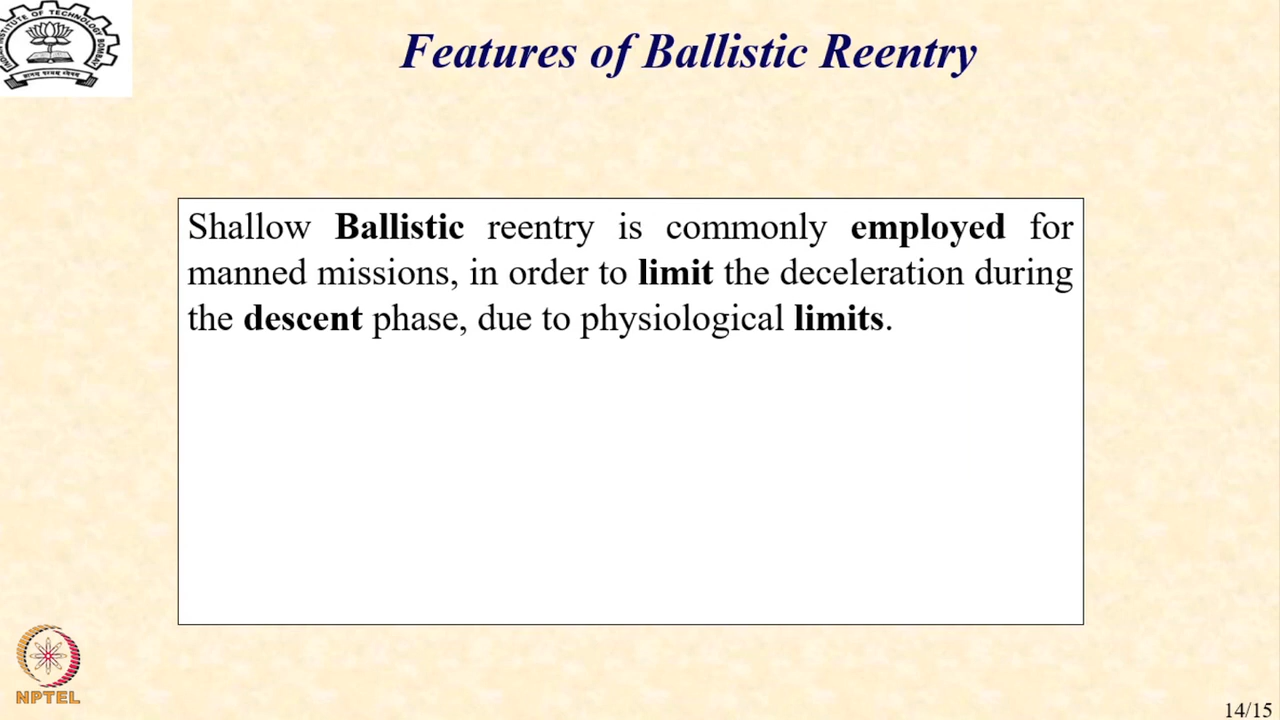 Features of Ballistic Reentry
Shallow Ballistic reentry is commonly employed for
manned missions, in order to limit the deceleration during
the descent phase, due to physiological limits.
NPTEL
14/15